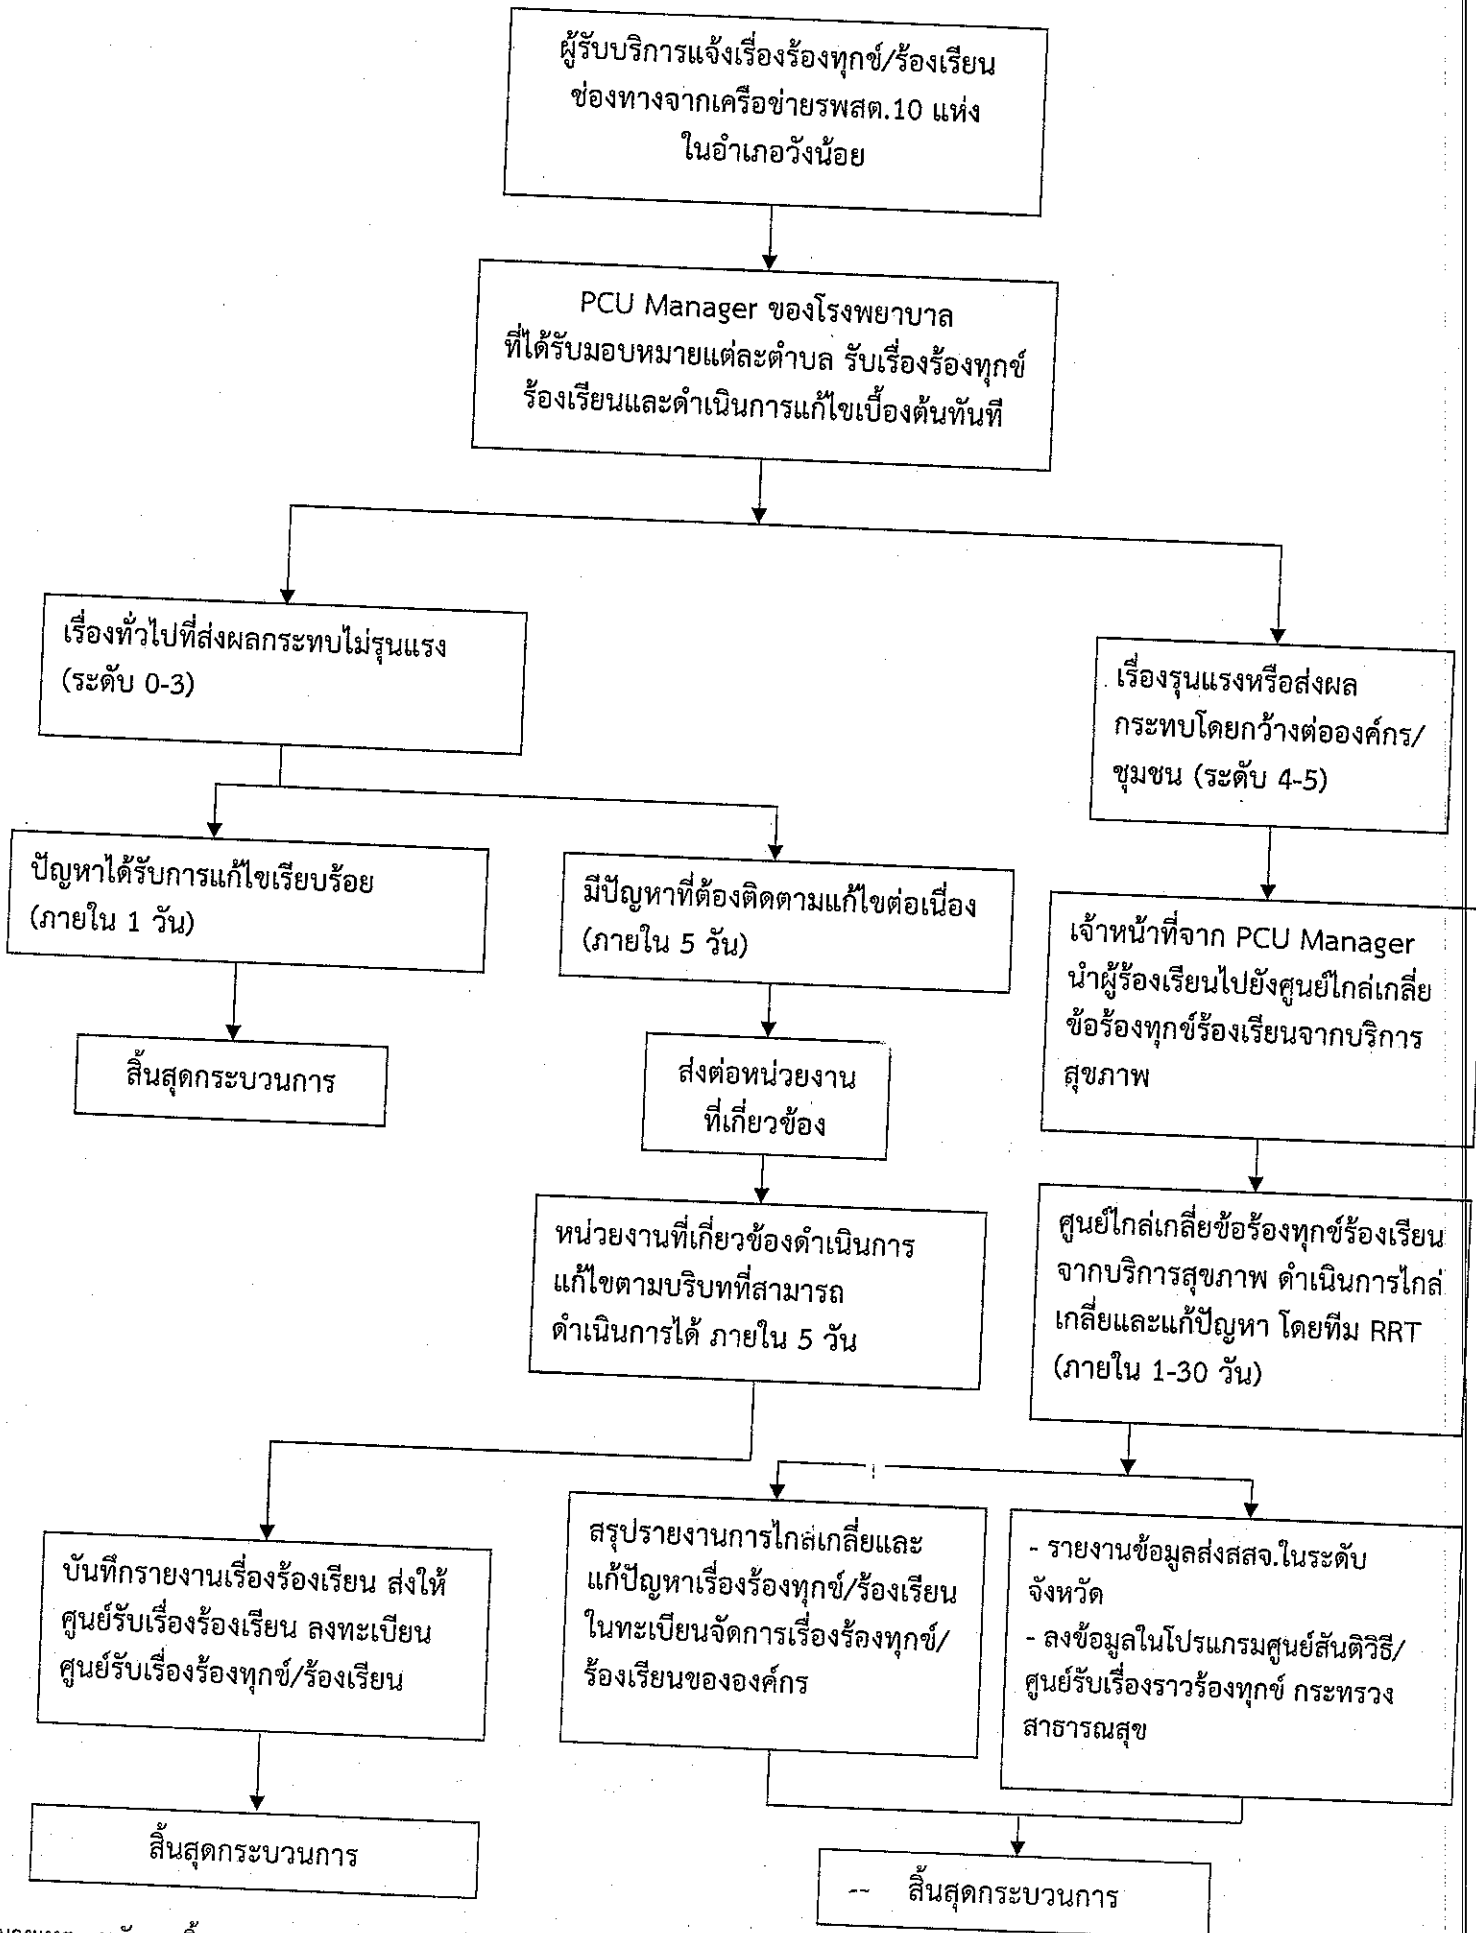 ผู้รับบริการแจ้งเรื่องร้องทุกข์/ร้องเรียน
ช่องทางจากเครือข่ายรพสต.10 แห่ง
ในอำเภอวังน้อย
PCU Manager ของโรงพยาบาล
ที่ได้รับมอบหมายแต่ละตำบล รับเรื่องร้องทุกข์
ร้องเรียนและดำเนินการแก้ไขเบื้องต้นทันที
เรื่องทั่วไปที่ส่งผลกระทบไม่รุนแรง
(ระดับ 0-3)
เรื่องรุนแรงหรือส่งผล
กระทบโดยกว้างต่อองค์กร/
ชุมชน (ระดับ 4-5)
ปัญหาได้รับการแก้ไขเรียบร้อย
(ภายใน 1 วัน)
มีปัญหาที่ต้องติดตามแก้ไขต่อเนื่อง
(ภายใน 5 วัน)
เจ้าหน้าที่จาก PCU Manager
นำผู้ร้องเรียนไปยังศูนย์ไกล่เกลี่ย
ข้อร้องทุกข์ร้องเรียนจากบริการ
สุขภาพ
สิ้นสุดกระบวนการ
ส่งต่อหน่วยงาน
ที่เกี่ยวข้อง
หน่วยงานที่เกี่ยวข้องดำเนินการ
แก้ไขตามบริบทที่สามารถ
ดำเนินการได้ ภายใน 5 วัน
ศูนย์ไกล่เกลี่ยข้อร้องทุกข์ร้องเรียน
จากบริการสุขภาพ ดำเนินการไกล่
เกลี่ยและแก้ปัญหา โดยทีม RRT
(ภายใน 1-30 วัน)
บันทึกรายงานเรื่องร้องเรียน ส่งให้
ศูนย์รับเรื่องร้องเรียน ลงทะเบียน
ศูนย์รับเรื่องร้องทุกข์/ร้องเรียน
สรุปรายงานการไกล่เกลี่ยและ
แก้ปัญหาเรื่องร้องทุกข์/ร้องเรียน
ในทะเบียนจัดการเรื่องร้องทุกข์/
ร้องเรียนขององค์กร
- รายงานข้อมูลส่งสสจ.ในระดับ
จังหวัด
- ลงข้อมูลในโปรแกรมศูนย์สันติวิธี/
ศูนย์รับเรื่องราวร้องทุกข์ กระทรวง
สาธารณสุข
สิ้นสุดกระบวนการ
-- สิ้นสุดกระบวนการ